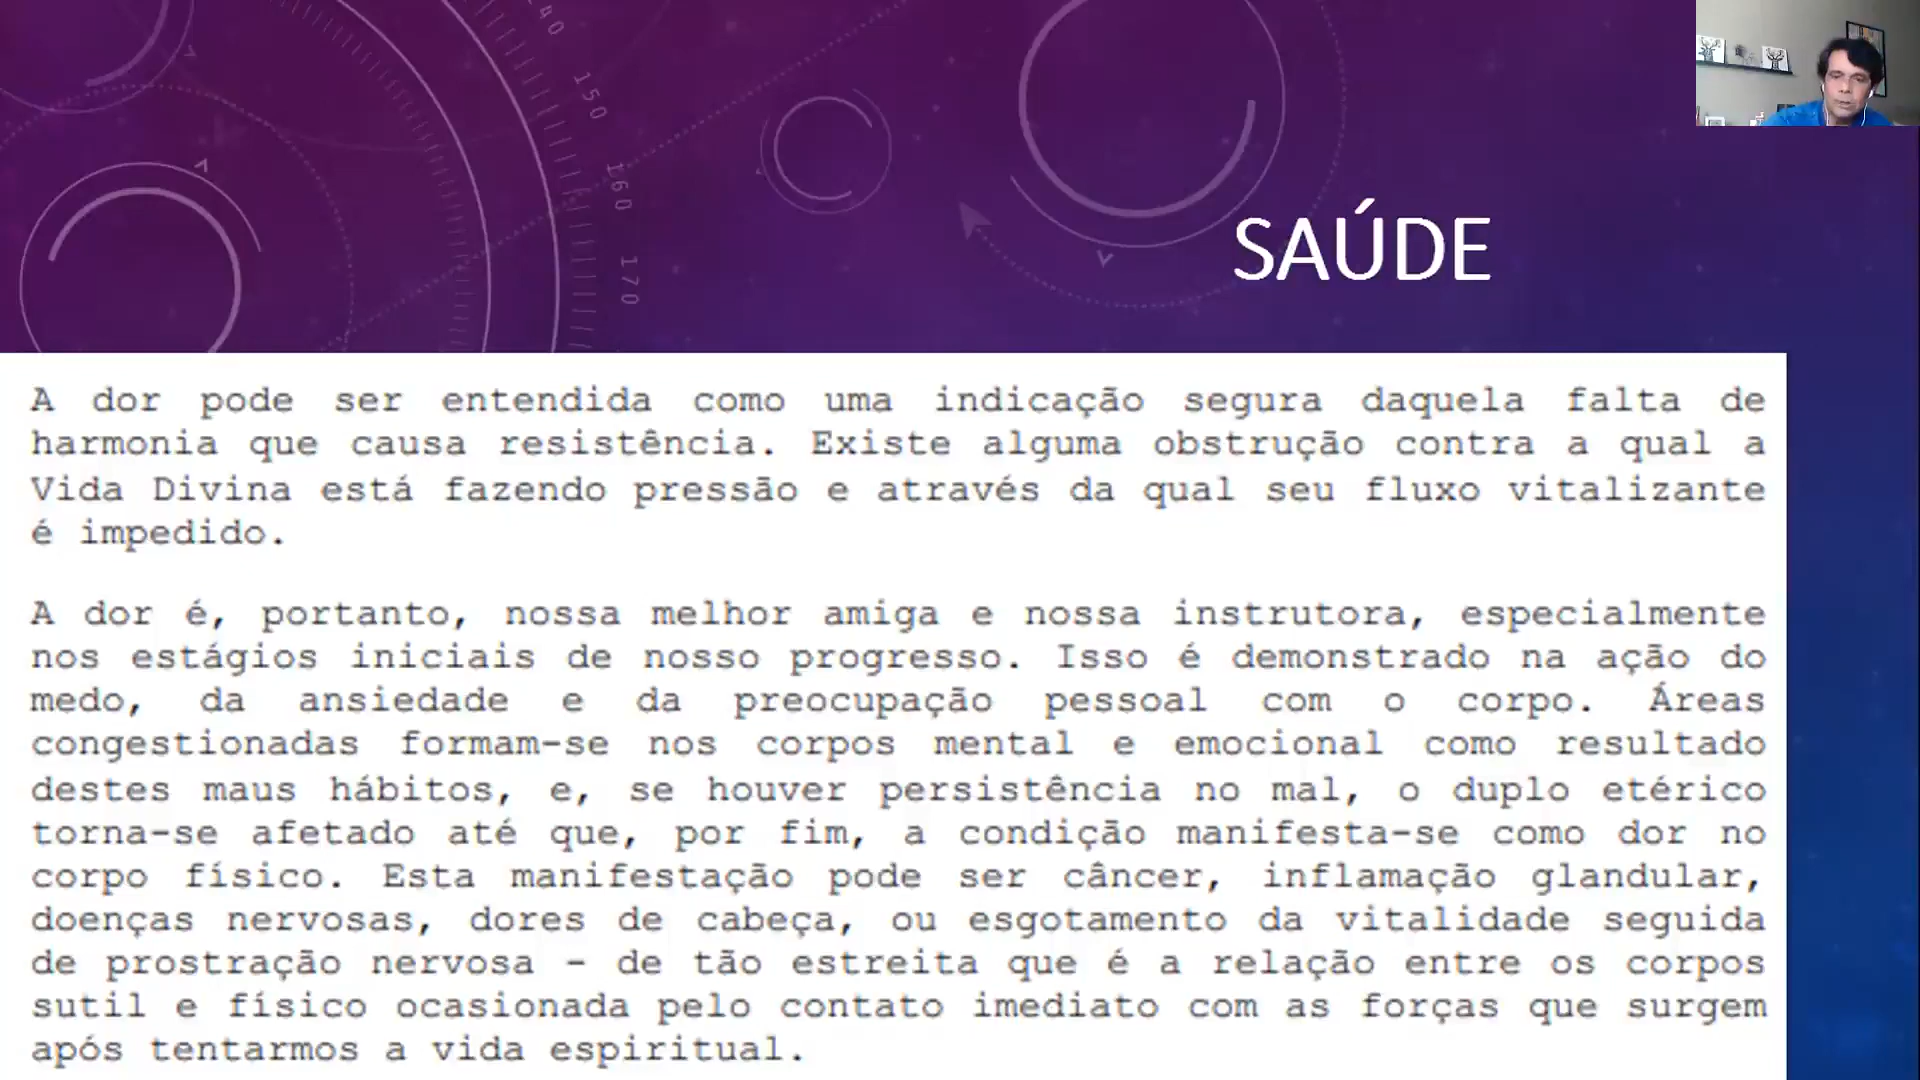 40
150
160
170
SAÚDE
A dor pode ser entendida como uma indicação segura daquela falta de
harmonia que causa resistência. Existe alguma obstrução contra a qual a
Vida Divina está fazendo pressão e através da qual seu fluxo vitalizante
é impedido.
A dor é, portanto, nossa melhor amiga e nossa instrutora, especialmente
nos estágios iniciais de nosso progresso. Isso é demonstrado na ação do
medo, da ansiedade e da preocupação pessoal com o corpo. Áreas
congestionadas formam-se nos corpos mental e emocional como resultado
destes maus hábitos, e, se houver persistência no mal, o duplo etérico
torna-se afetado até que, por fim, a condição manifesta-se como dor no
corpo físico. Esta manifestação pode ser câncer, inflamação glandular,
doenças nervosas, dores de cabeça, ou esgotamento da vitalidade seguida
de prostração nervosa - de tão estreita que é a relação entre os corpos
sutil e físico ocasionada pelo contato imediato com as forças que surgem
após tentarmos a vida espiritual.